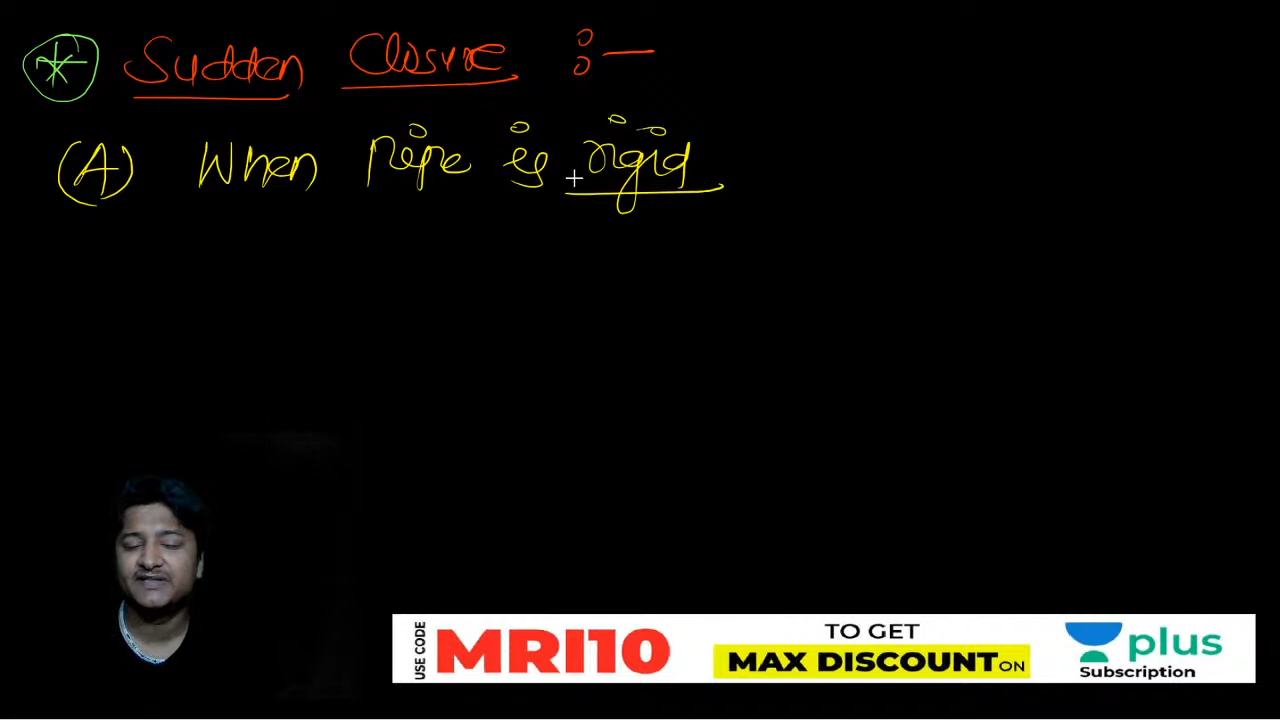 * Sudden Closure :-
(A) When Pipe is rigid
USE CODE MRI10 TO GET MAX DISCOUNT ON plus Subscription